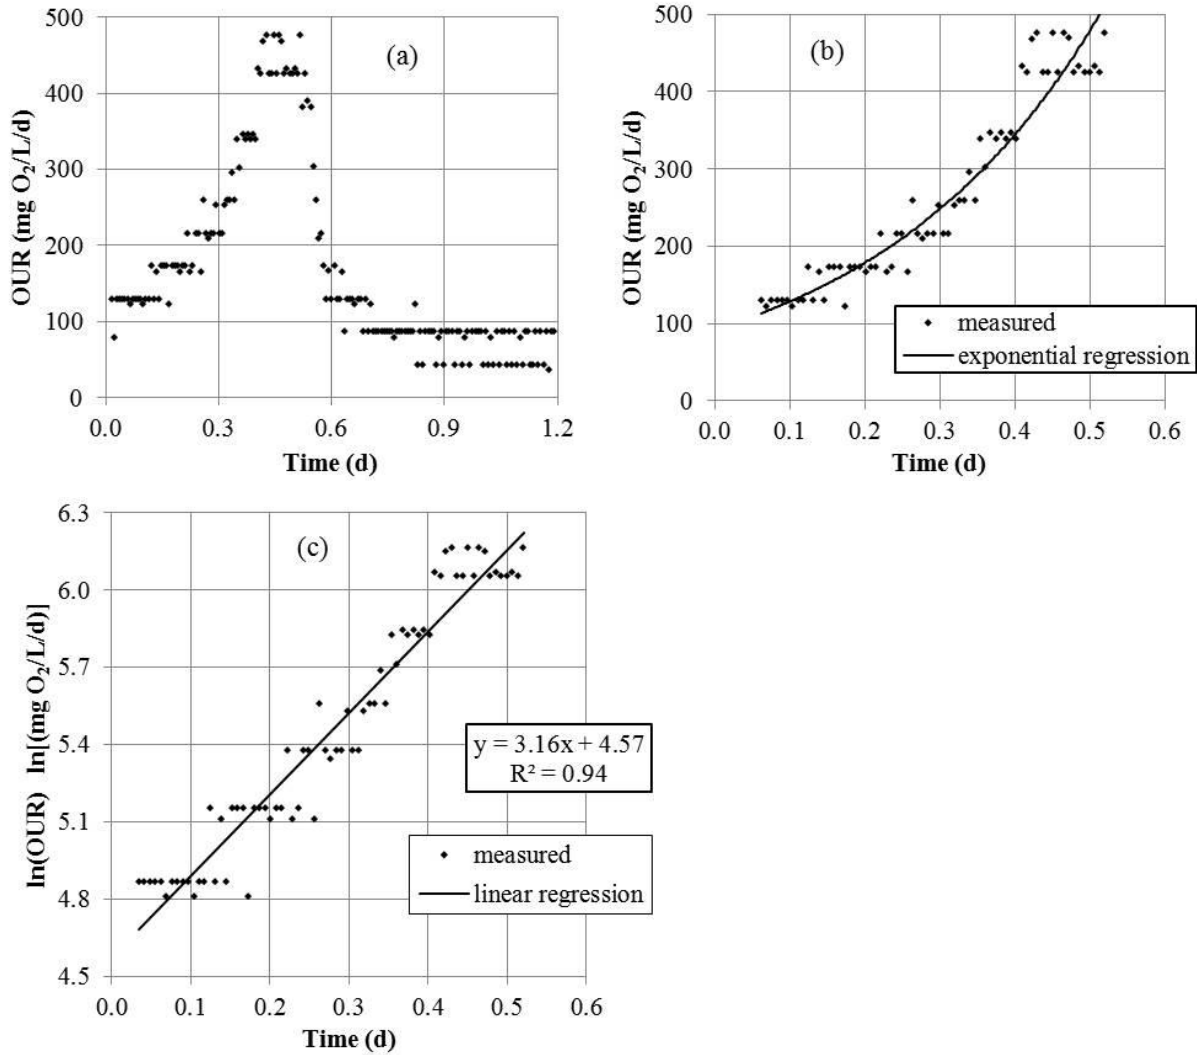 500
400
300
200
100
0
OUR (mg O₂/L/d)
(a)
0.0 0.3 0.6 0.9 1.2
Time (d)
500
400
300
200
100
0
OUR (mg O₂/L/d)
(b)
measured
exponential regression
0.0 0.1 0.2 0.3 0.4 0.5 0.6
Time (d)
6.3
6.0
5.7
5.4
5.1
4.8
4.5
ln(OUR) ln[(mg O₂/L/d)]
(c)
y = 3.16x + 4.57
R² = 0.94
measured
linear regression
0.0 0.1 0.2 0.3 0.4 0.5 0.6
Time (d)